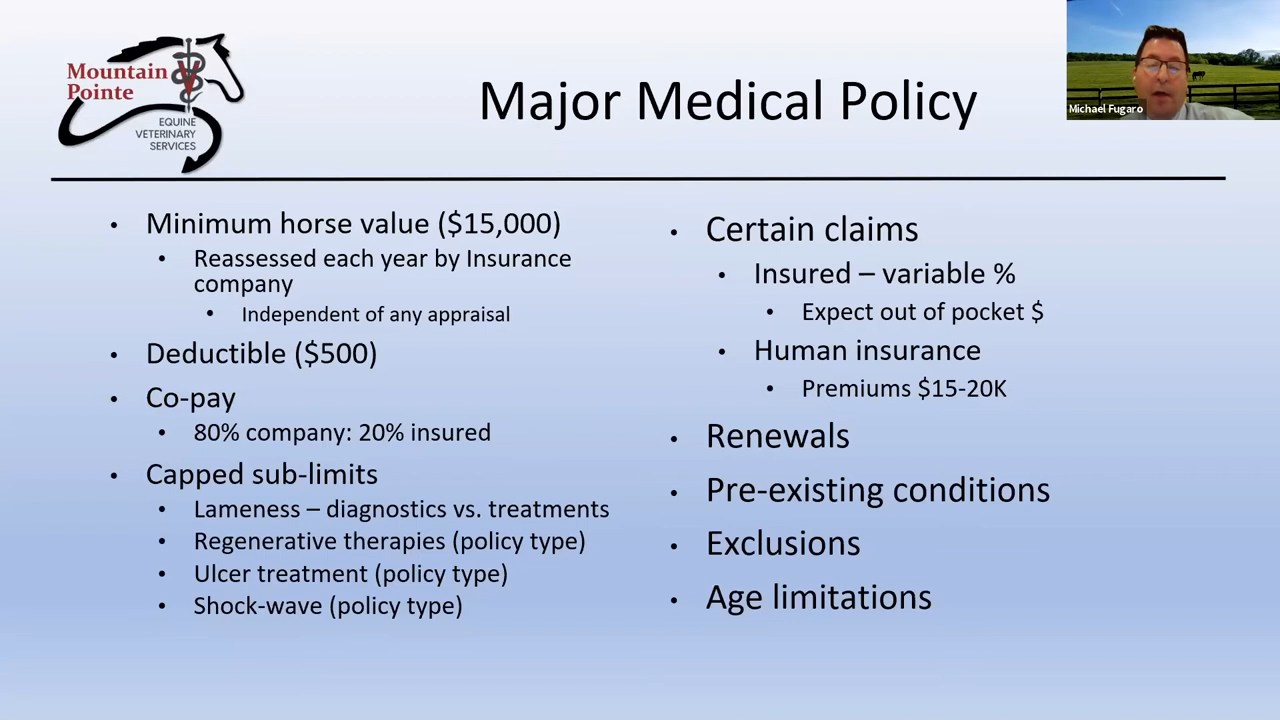 Mountain
Pointe
EQUINE
VETERINARY
SERVICES
Major Medical Policy
Michael Fugaro
• Minimum horse value ($15,000)
• Reassessed each year by Insurance
company
• Independent of any appraisal
• Deductible ($500)
• Co-pay
• 80% company: 20% insured
• Capped sub-limits
• Lameness – diagnostics vs. treatments
• Regenerative therapies (policy type)
• Ulcer treatment (policy type)
• Shock-wave (policy type)
• Certain claims
• Insured – variable %
• Expect out of pocket $
• Human insurance
• Premiums $15-20K
• Renewals
• Pre-existing conditions
• Exclusions
• Age limitations